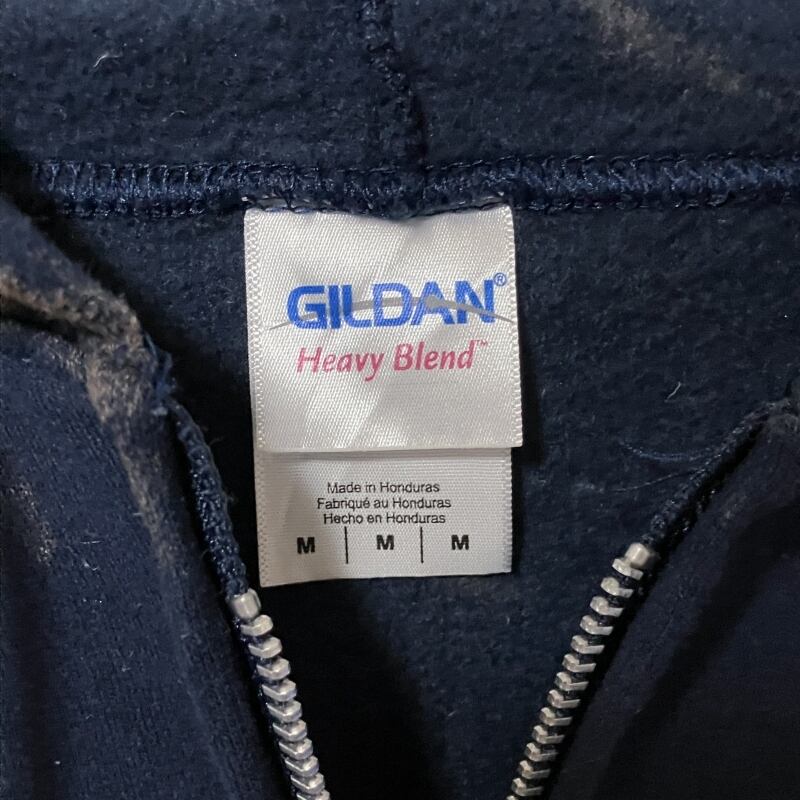 GILDAN®
Heavy Blend™
Made in Honduras
Fabriqué au Honduras
Hecho en Honduras
M | M | M